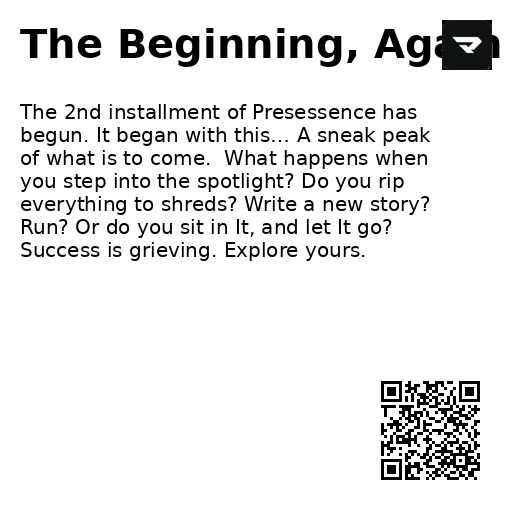 The Beginning, Again
The 2nd installment of Presessence has
begun. It began with this... A sneak peak
of what is to come.  What happens when
you step into the spotlight? Do you rip
everything to shreds? Write a new story?
Run? Or do you sit in It, and let It go?
Success is grieving. Explore yours.